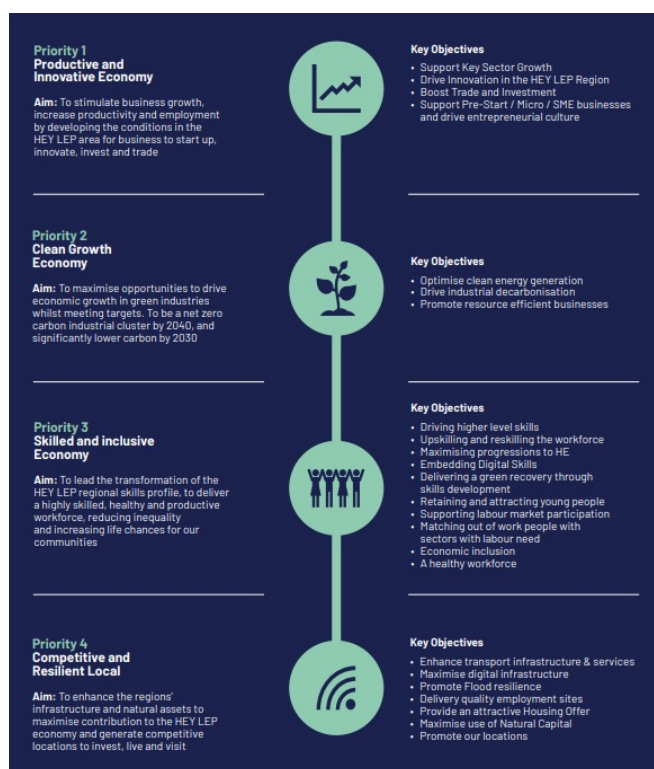 Priority 1
Productive and
Innovative Economy
Aim: To stimulate business growth,
increase productivity and employment
by developing the conditions in the
HEY LEP area for business to start up,
innovate, invest and trade
Key Objectives
• Support Key Sector Growth
• Drive Innovation in the HEY LEP Region
• Boost Trade and Investment
• Support Pre-Start / Micro / SME businesses
and drive entrepreneurial culture
Priority 2
Clean Growth
Economy
Aim: To maximise opportunities to drive
economic growth in green industries
whilst meeting targets. To be a net zero
carbon industrial cluster by 2040, and
significantly lower carbon by 2030
Key Objectives
• Optimise clean energy generation
• Drive industrial decarbonisation
• Promote resource efficient businesses
Priority 3
Skilled and inclusive
Economy
Aim: To lead the transformation of the
HEY LEP regional skills profile, to deliver
a highly skilled, healthy and productive
workforce, reducing inequality
and increasing life chances for our
communities
Key Objectives
• Driving higher level skills
• Upskilling and reskilling the workforce
• Maximising progressions to HE
• Embedding Digital Skills
• Delivering a green recovery through
skills development
• Retaining and attracting young people
• Supporting labour market participation
• Matching out of work people with
sectors with labour need
• Economic inclusion
• A healthy workforce
Priority 4
Competitive and
Resilient Local
Aim: To enhance the regions'
infrastructure and natural assets to
maximise contribution to the HEY LEP
economy and generate competitive
locations to invest, live and visit
Key Objectives
• Enhance transport infrastructure & services
• Maximise digital infrastructure
• Promote Flood resilience
• Delivery quality employment sites
• Provide an attractive Housing Offer
• Maximise use of Natural Capital
• Promote our locations